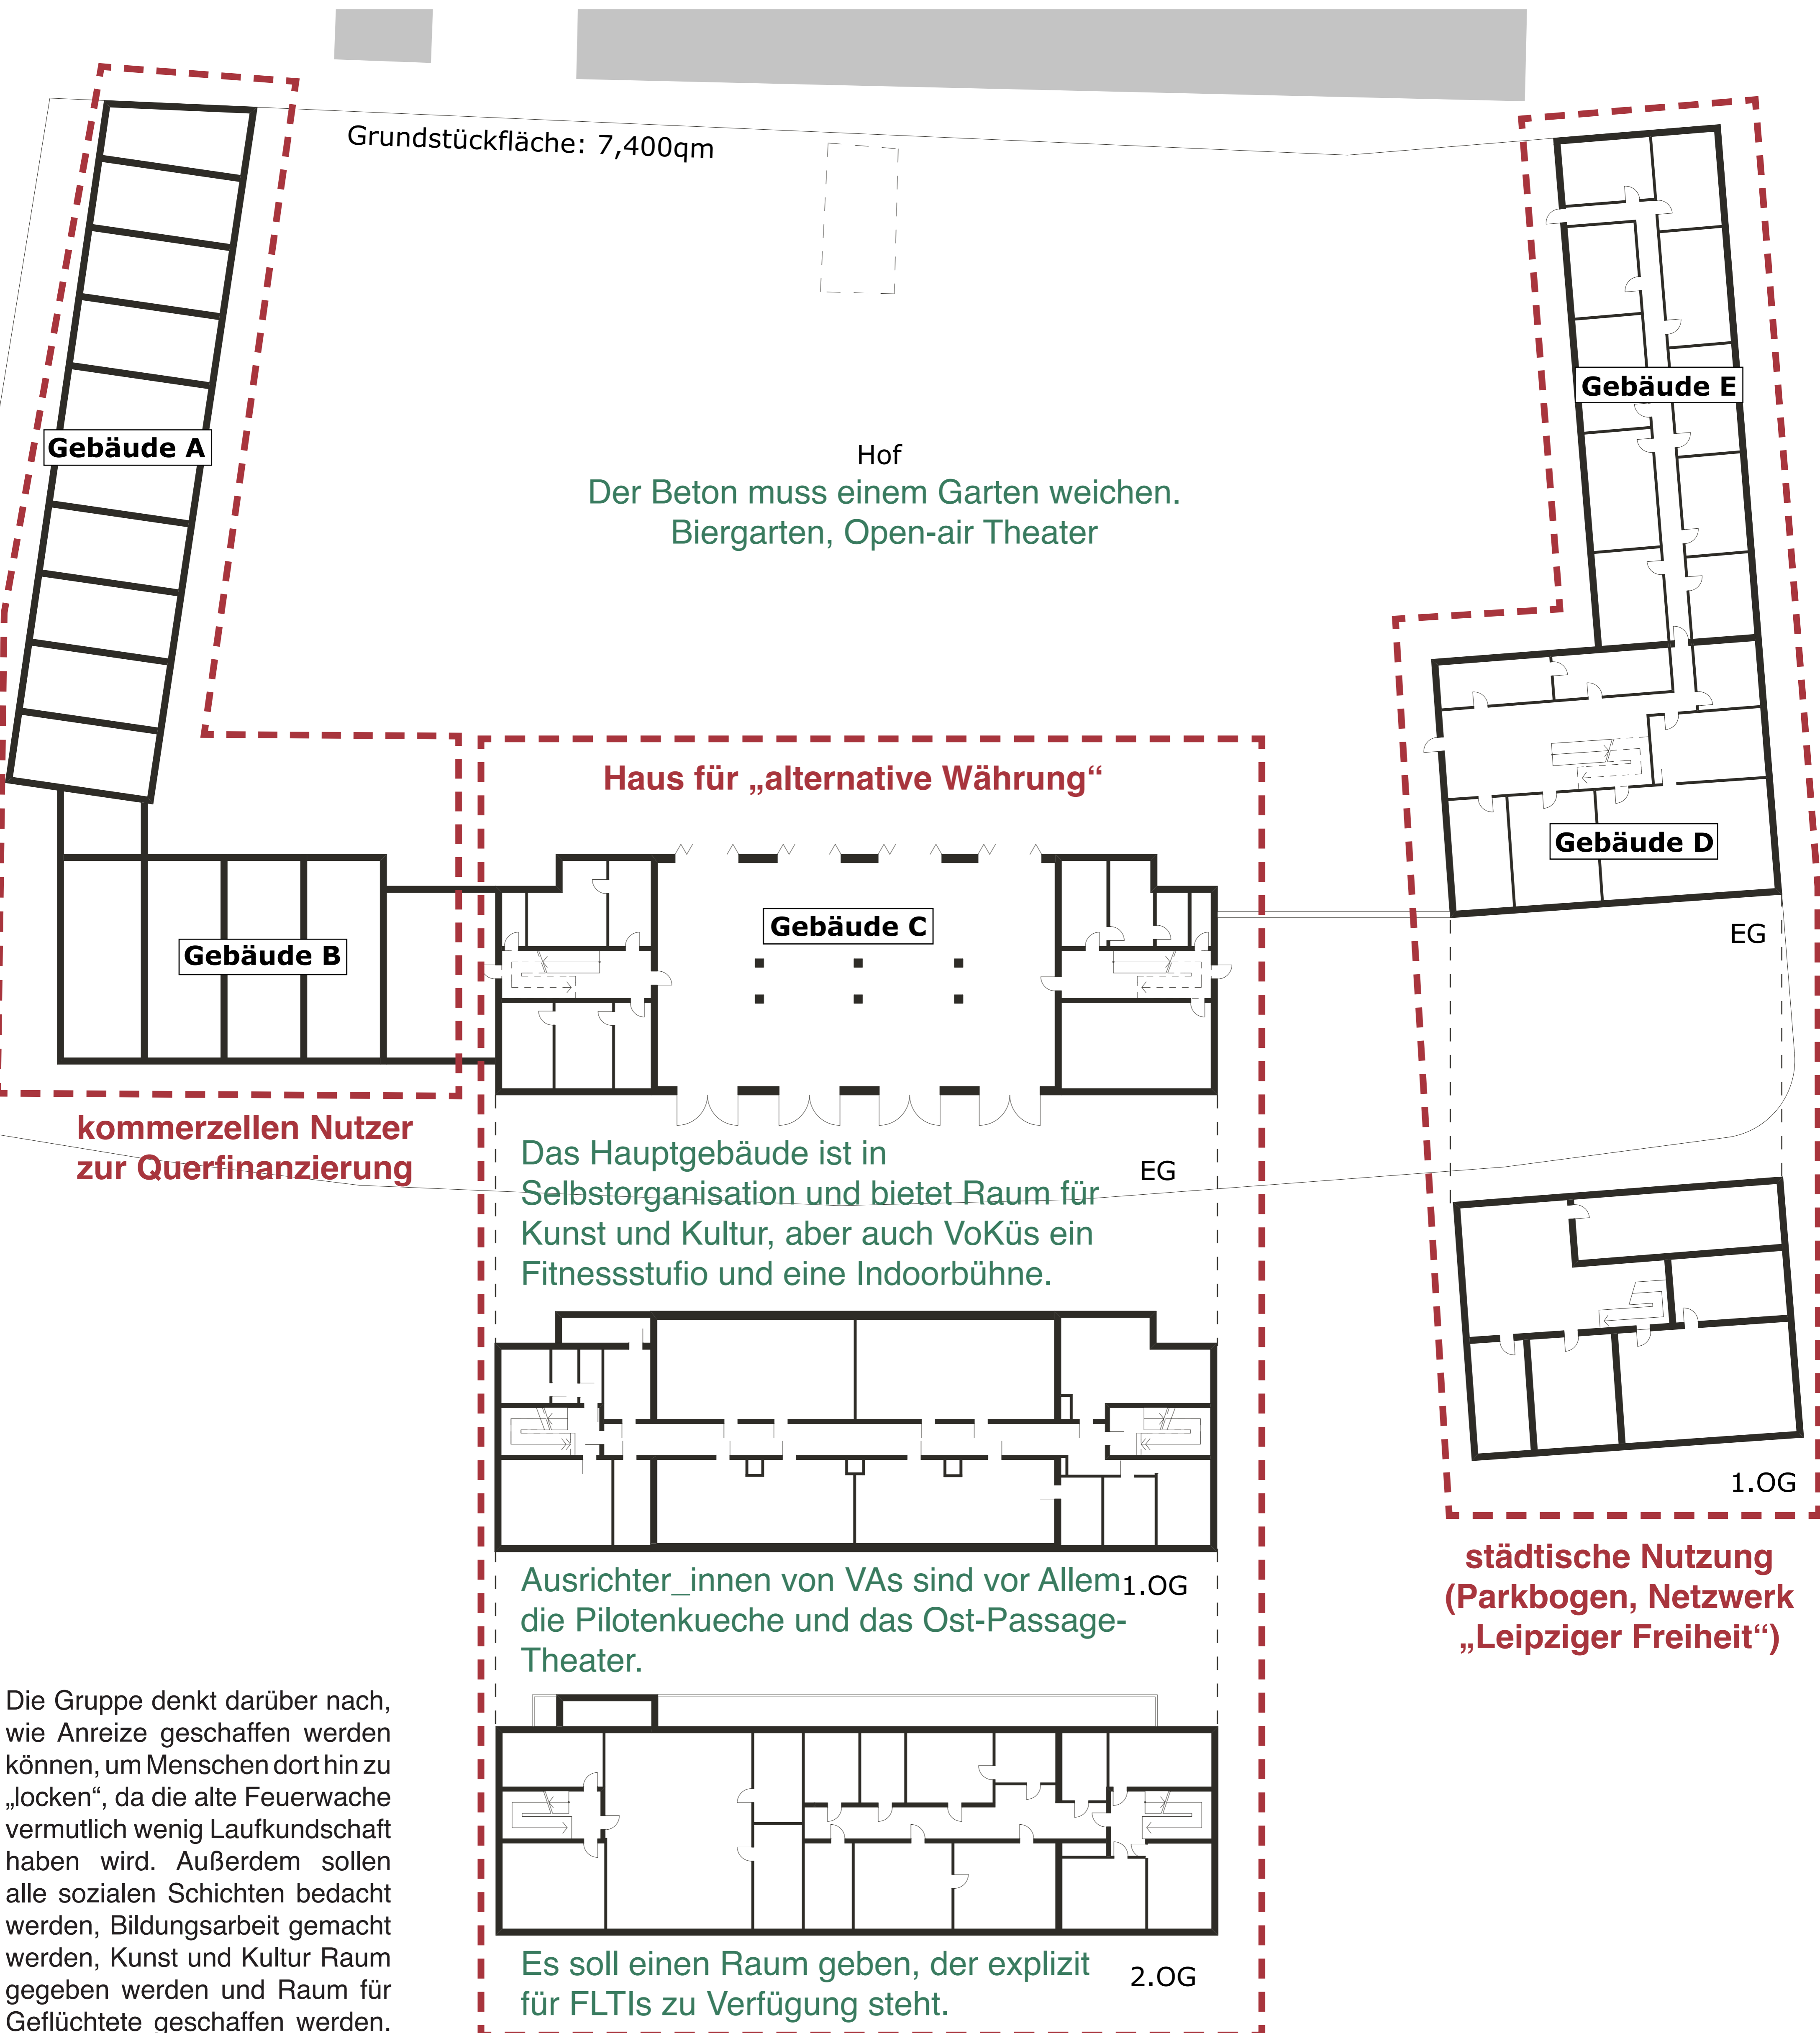 Grundstückfläche: 7,400qm
Gebäude E
Gebäude A
Hof
Der Beton muss einem Garten weichen.
Biergarten, Open-air Theater
Haus für „alternative Währung“
Gebäude D
Gebäude C
EG
Gebäude B
kommerzellen Nutzer
zur Querfinanzierung
Das Hauptgebäude ist in
Selbstorganisation und bietet Raum für
Kunst und Kultur, aber auch VoKüs ein
Fitnessstufio und eine Indoorbühne.
EG
1.OG
städtische Nutzung
(Parkbogen, Netzwerk
„Leipziger Freiheit“)
Ausrichter_innen von VAs sind vor Allem
die Pilotenkueche und das Ost-Passage-
Theater.
1.OG
Die Gruppe denkt darüber nach,
wie Anreize geschaffen werden
können, um Menschen dort hin zu
„locken“, da die alte Feuerwache
vermutlich wenig Laufkundschaft
haben wird. Außerdem sollen
alle sozialen Schichten bedacht
werden, Bildungsarbeit gemacht
werden, Kunst und Kultur Raum
gegeben werden und Raum für
Geflüchtete geschaffen werden.
Es soll einen Raum geben, der explizit
für FLTIs zu Verfügung steht.
2.OG